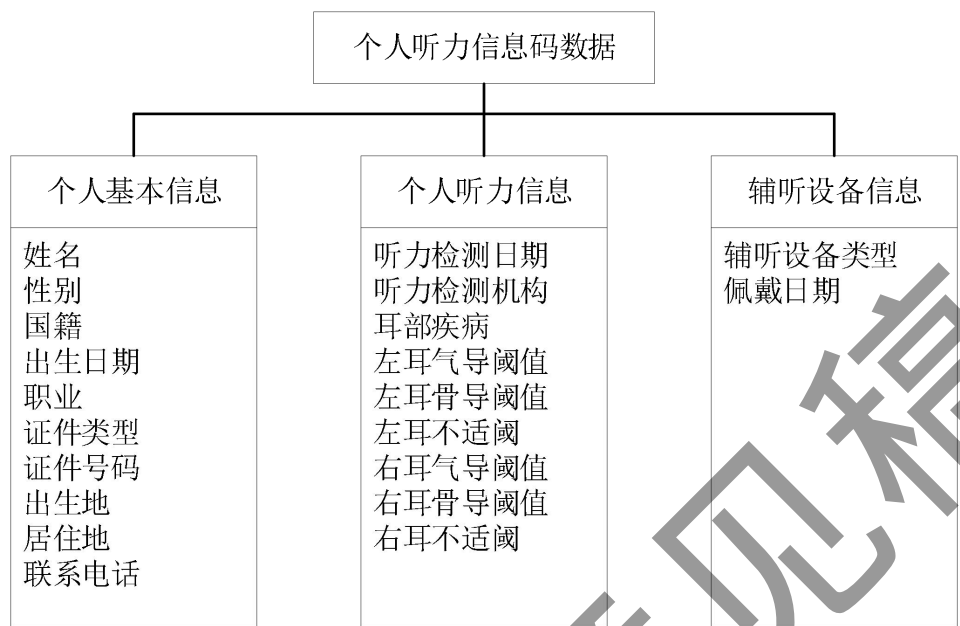 个人听力信息码数据
个人基本信息
姓名
性别
国籍
出生日期
职业
证件类型
证件号码
出生地
居住地
联系电话
个人听力信息
听力检测日期
听力检测机构
耳部疾病
左耳气导阈值
左耳骨导阈值
左耳不适阈
右耳气导阈值
右耳骨导阈值
右耳不适阈
辅听设备信息
辅听设备类型
佩戴日期
见稿